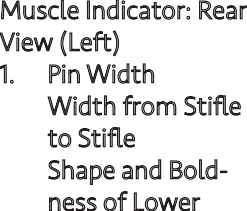 Muscle Indicator: Rear
View (Left)
1. Pin Width
Width from Stifle
to Stifle
Shape and Bold-
ness of Lower